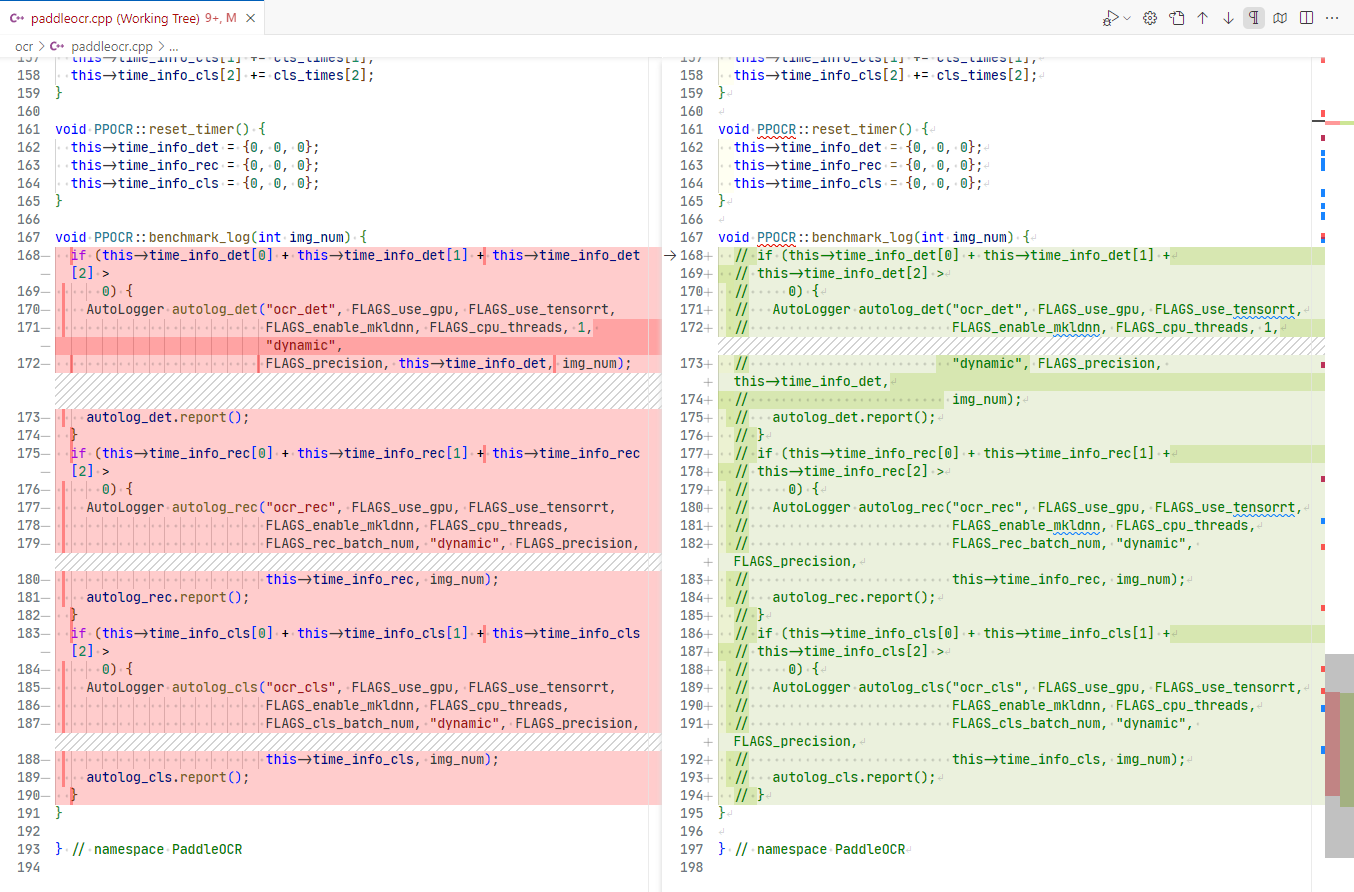 paddleocr.cpp (Working Tree) 9+, M
ocr > paddleocr.cpp > ...
157 this->time_info_cls[1] += cls_times[1];
158 this->time_info_cls[2] += cls_times[2];
159 }
160
161 void PPOCR::reset_timer() {
162 this->time_info_det = {0, 0, 0};
163 this->time_info_rec = {0, 0, 0};
164 this->time_info_cls = {0, 0, 0};
165 }
166
167 void PPOCR::benchmark_log(int img_num) {
168 if (this->time_info_det[0] + this->time_info_det[1] + this->time_info_det
[2] >
169 0) {
170 AutoLogger autolog_det("ocr_det", FLAGS_use_gpu, FLAGS_use_tensorrt,
171 FLAGS_enable_mkldnn, FLAGS_cpu_threads, 1,
"dynamic",
172 FLAGS_precision, this->time_info_det, img_num);
173 autolog_det.report();
174 }
175 if (this->time_info_rec[0] + this->time_info_rec[1] + this->time_info_rec
[2] >
176 0) {
177 AutoLogger autolog_rec("ocr_rec", FLAGS_use_gpu, FLAGS_use_tensorrt,
178 FLAGS_enable_mkldnn, FLAGS_cpu_threads,
179 FLAGS_rec_batch_num, "dynamic", FLAGS_precision,
180 this->time_info_rec, img_num);
181 autolog_rec.report();
182 }
183 if (this->time_info_cls[0] + this->time_info_cls[1] + this->time_info_cls
[2] >
184 0) {
185 AutoLogger autolog_cls("ocr_cls", FLAGS_use_gpu, FLAGS_use_tensorrt,
186 FLAGS_enable_mkldnn, FLAGS_cpu_threads,
187 FLAGS_cls_batch_num, "dynamic", FLAGS_precision,
188 this->time_info_cls, img_num);
189 autolog_cls.report();
190 }
191 }
192
193 } // namespace PaddleOCR
194
157 this->time_info_cls[1] += cls_times[1];
158 this->time_info_cls[2] += cls_times[2];
159 }
160
161 void PPOCR::reset_timer() {
162 this->time_info_det = {0, 0, 0};
163 this->time_info_rec = {0, 0, 0};
164 this->time_info_cls = {0, 0, 0};
165 }
166
167 void PPOCR::benchmark_log(int img_num) {
168+ // if (this->time_info_det[0] + this->time_info_det[1] +
169+ // this->time_info_det[2] >
170+ // 0) {
171+ // AutoLogger autolog_det("ocr_det", FLAGS_use_gpu, FLAGS_use_tensorrt,
172+ // FLAGS_enable_mkldnn, FLAGS_cpu_threads, 1,
173+ // "dynamic", FLAGS_precision,
+ this->time_info_det,
174+ // img_num);
175+ // autolog_det.report();
176+ // }
177+ // if (this->time_info_rec[0] + this->time_info_rec[1] +
178+ // this->time_info_rec[2] >
179+ // 0) {
180+ // AutoLogger autolog_rec("ocr_rec", FLAGS_use_gpu, FLAGS_use_tensorrt,
181+ // FLAGS_enable_mkldnn, FLAGS_cpu_threads,
182+ // FLAGS_rec_batch_num, "dynamic",
+ FLAGS_precision,
183+ // this->time_info_rec, img_num);
184+ // autolog_rec.report();
185+ // }
186+ // if (this->time_info_cls[0] + this->time_info_cls[1] +
187+ // this->time_info_cls[2] >
188+ // 0) {
189+ // AutoLogger autolog_cls("ocr_cls", FLAGS_use_gpu, FLAGS_use_tensorrt,
190+ // FLAGS_enable_mkldnn, FLAGS_cpu_threads,
191+ // FLAGS_cls_batch_num, "dynamic",
+ FLAGS_precision,
192+ // this->time_info_cls, img_num);
193+ // autolog_cls.report();
194+ // }
195 }
196
197 } // namespace PaddleOCR
198